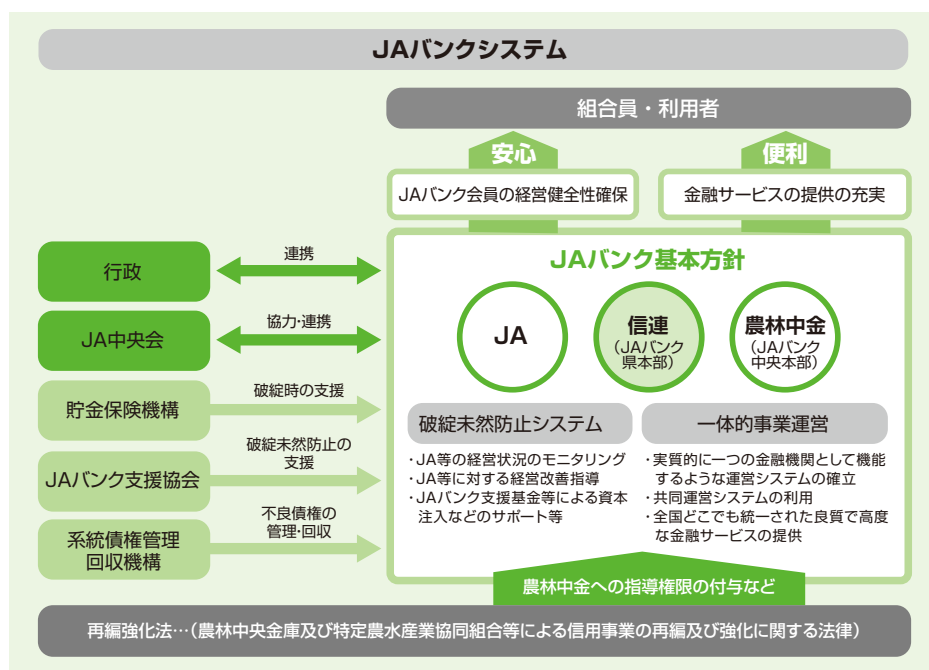 JAバンクシステム
組合員・利用者
安心
便利
JAバンク会員の経営健全性確保
金融サービスの提供の充実
JAバンク基本方針
行政
連携
JA中央会
協力・連携
貯金保険機構
破綻時の支援
JAバンク支援協会
破綻未然防止の
支援
系統債権管理
回収機構
不良債権の
管理・回収
JA
信連
（JAバンク
県本部）
農林中金
（JAバンク
中央本部）
破綻未然防止システム
・JA等の経営状況のモニタリング
・JA等に対する経営改善指導
・JAバンク支援基金等による資本
注入などのサポート等
一体的事業運営
・実質的に一つの金融機関として機能
するような運営システムの確立
・共同運営システムの利用
・全国どこでも統一された良質で高度
な金融サービスの提供
農林中金への指導権限の付与など
再編強化法…（農林中央金庫及び特定農水産業協同組合等による信用事業の再編及び強化に関する法律）